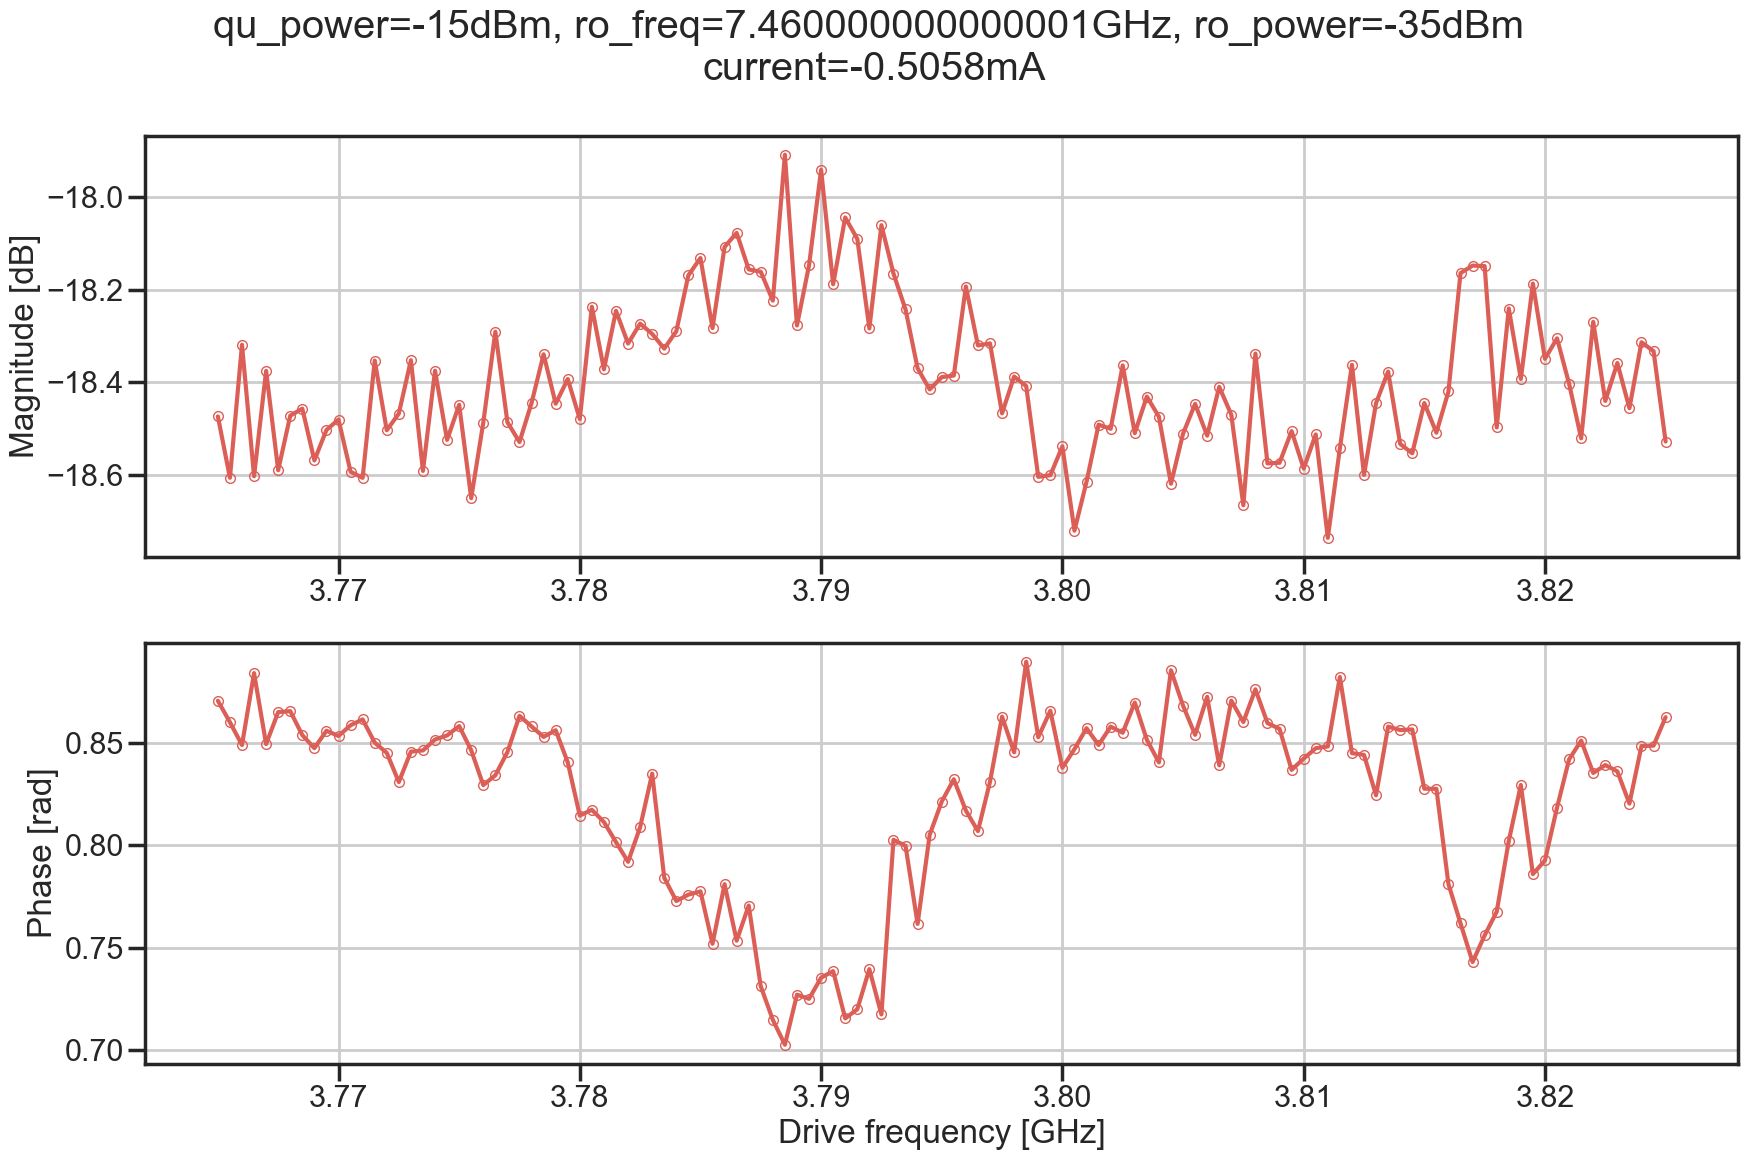 qu_power=-15dBm, ro_freq=7.460000000000001GHz, ro_power=-35dBm
current=-0.5058mA
Magnitude [dB]
−18.0
−18.2
−18.4
−18.6
3.77 3.78 3.79 3.80 3.81 3.82
Phase [rad]
0.85
0.80
0.75
0.70
3.77 3.78 3.79 3.80 3.81 3.82
Drive frequency [GHz]